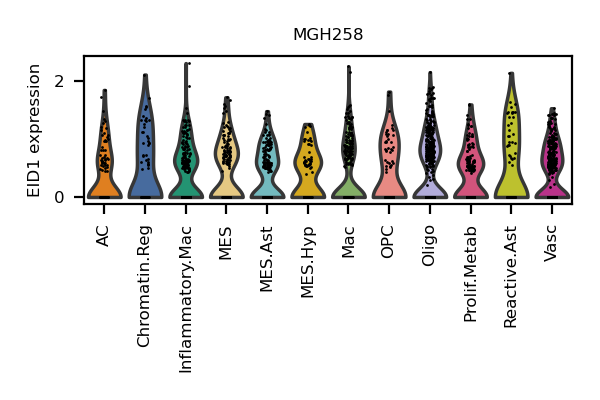 MGH258
EID1 expression
2
0
AC
Chromatin.Reg
Inflammatory.Mac
MES
MES.Ast
MES.Hyp
Mac
OPC
Oligo
Prolif.Metab
Reactive.Ast
Vasc